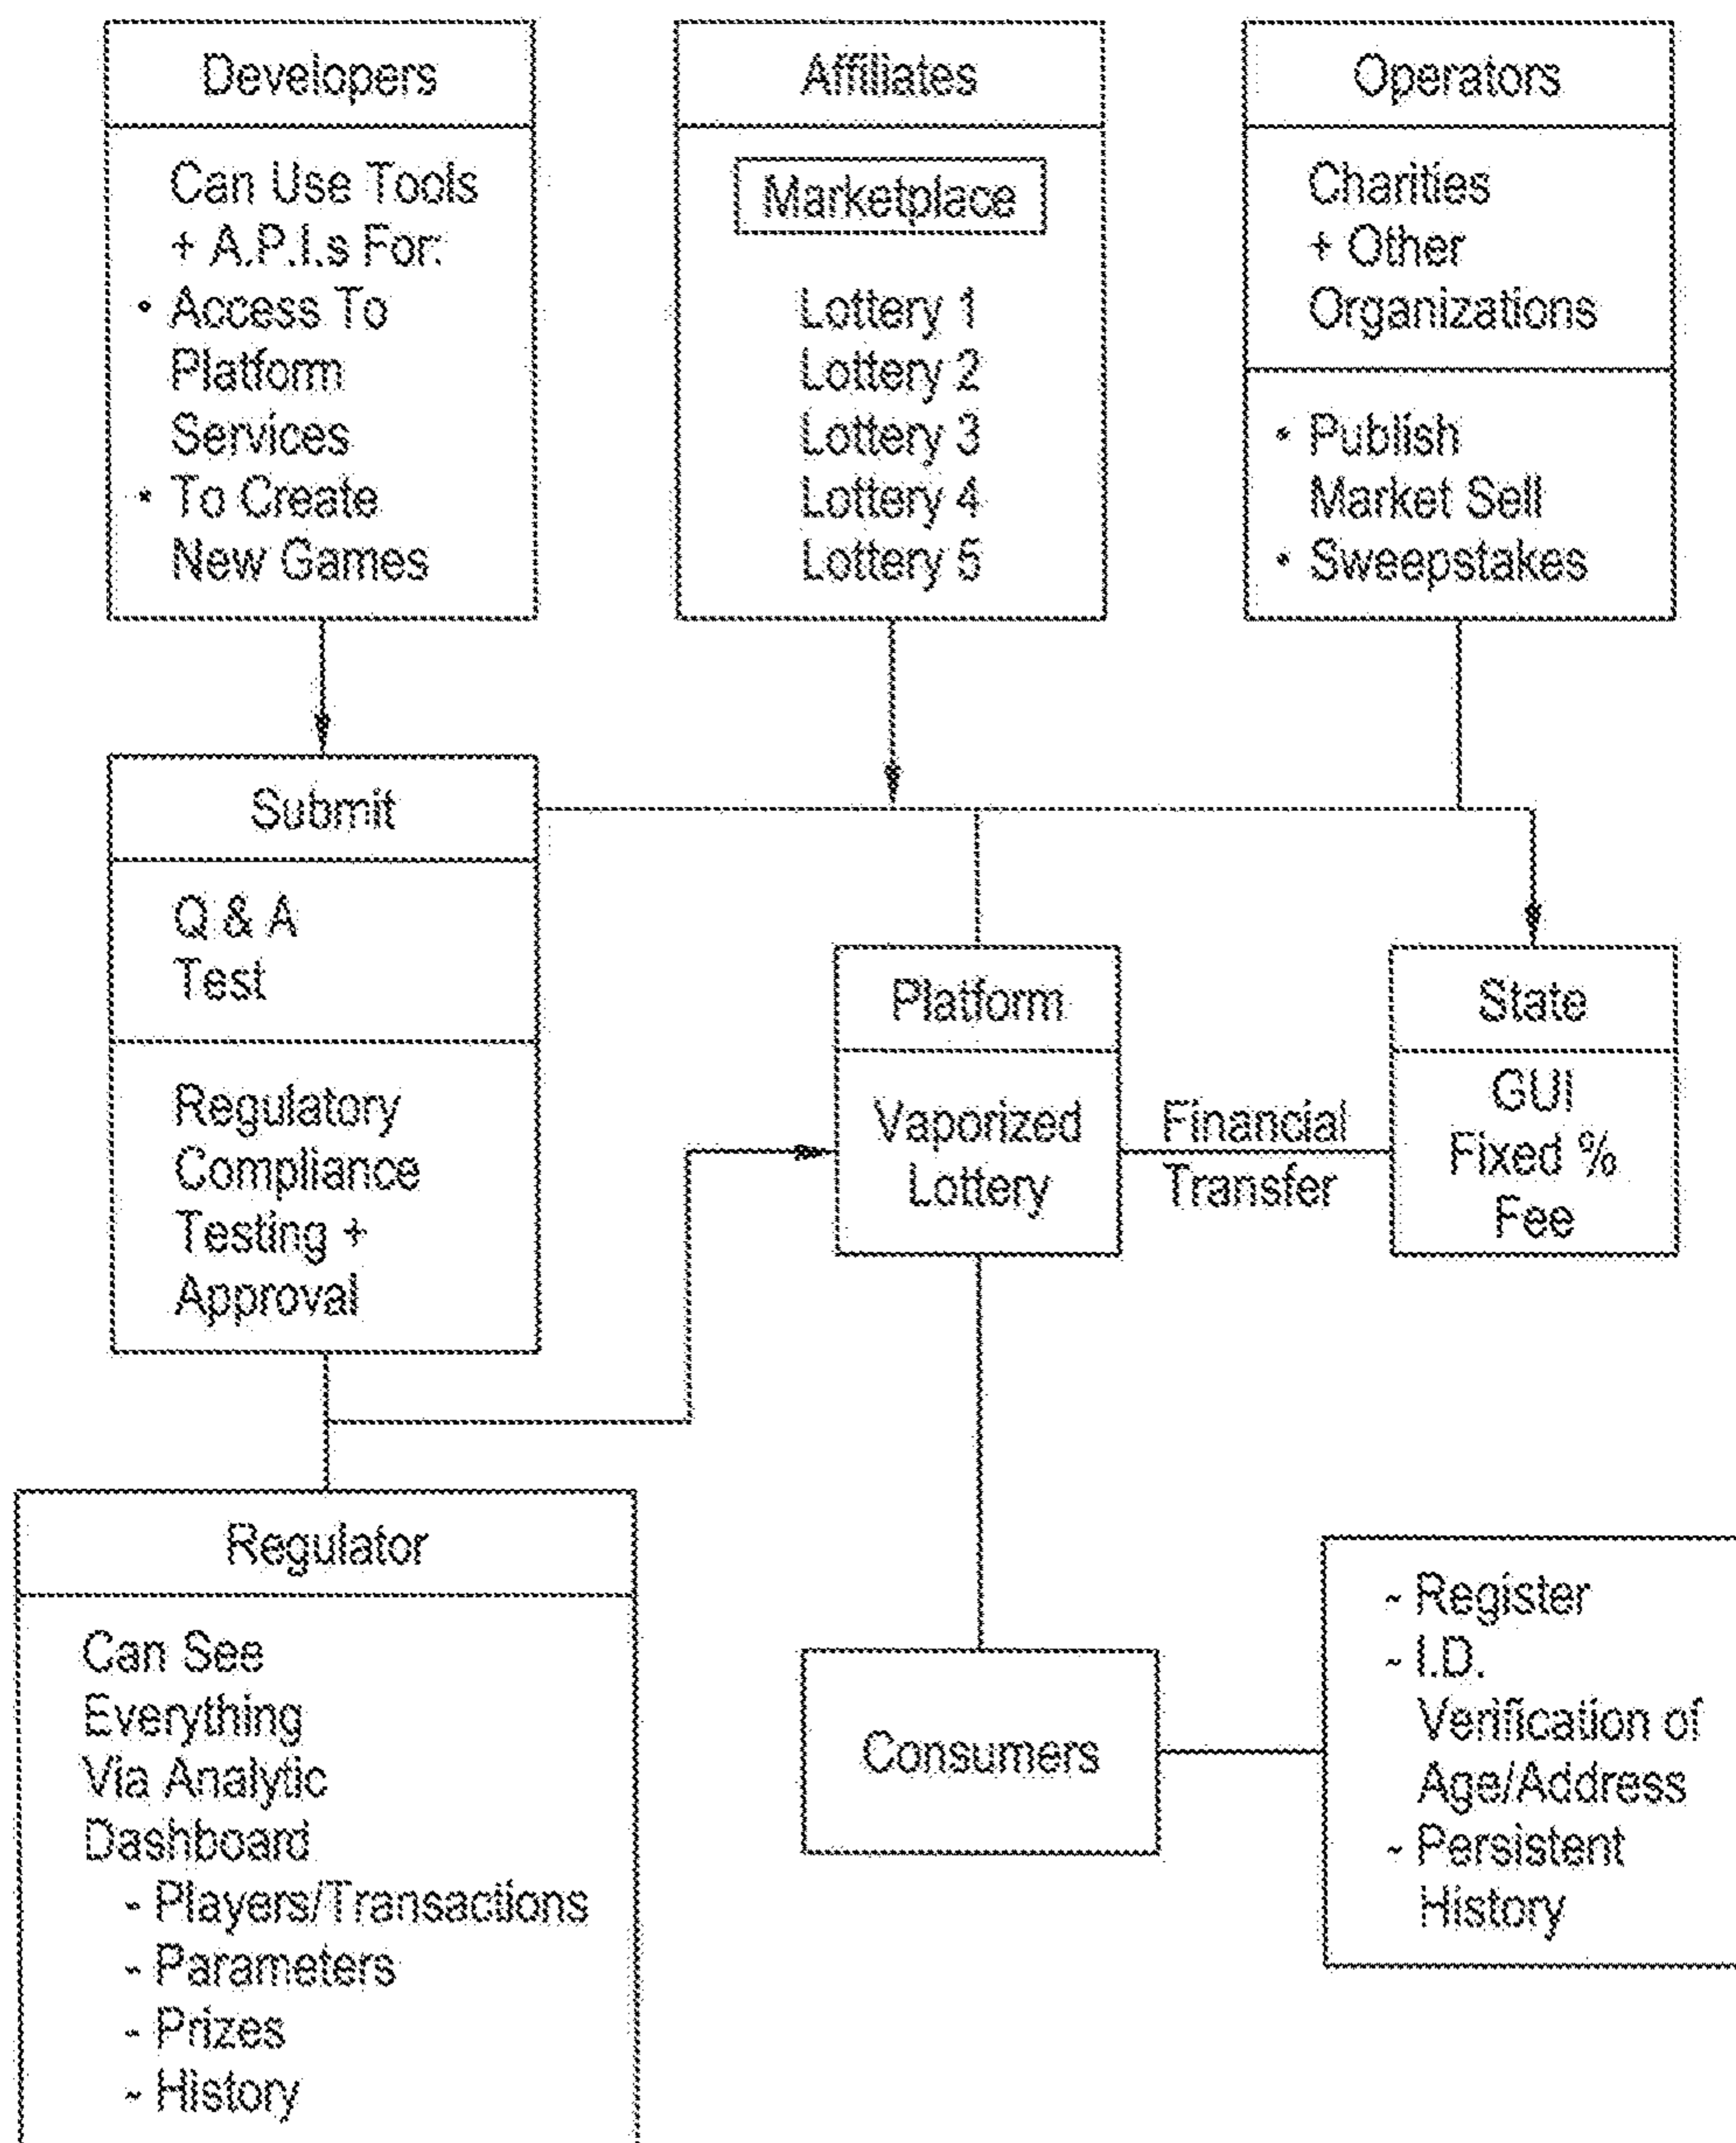 Developers
Can Use Tools
+ A.P.I.s For:
• Access To
Platform
Services
• To Create
New Games
Affiliates
Marketplace
Lottery 1
Lottery 2
Lottery 3
Lottery 4
Lottery 5
Operators
Charities
+ Other
Organizations
• Publish
Market Sell
• Sweepstakes
Submit
Q & A
Test
Regulatory
Compliance
Testing +
Approval
Platform
Vaporized
Lottery
Financial
Transfer
State
GUI
Fixed %
Fee
Regulator
Can See
Everything
Via Analytic
Dashboard
- Players/Transactions
- Parameters
- Prizes
- History
Consumers
- Register
- I.D.
Verification of
Age/Address
- Persistent
History